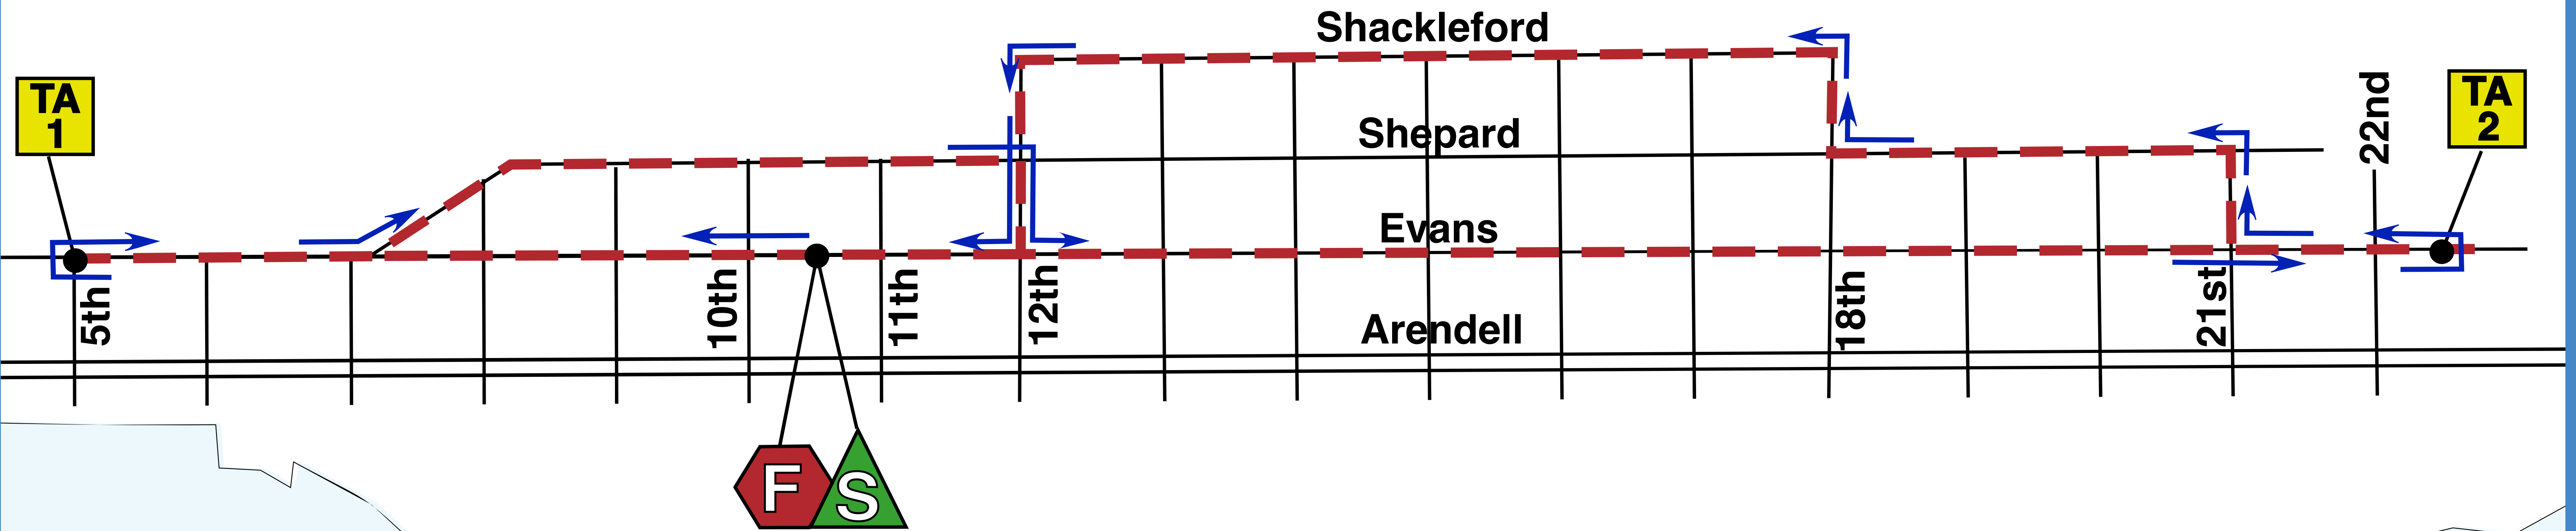 Shackleford
TA
1
TA
2
22nd
Shepard
Evans
5th
10th
11th
12th
18th
21st
Arendell
F
S